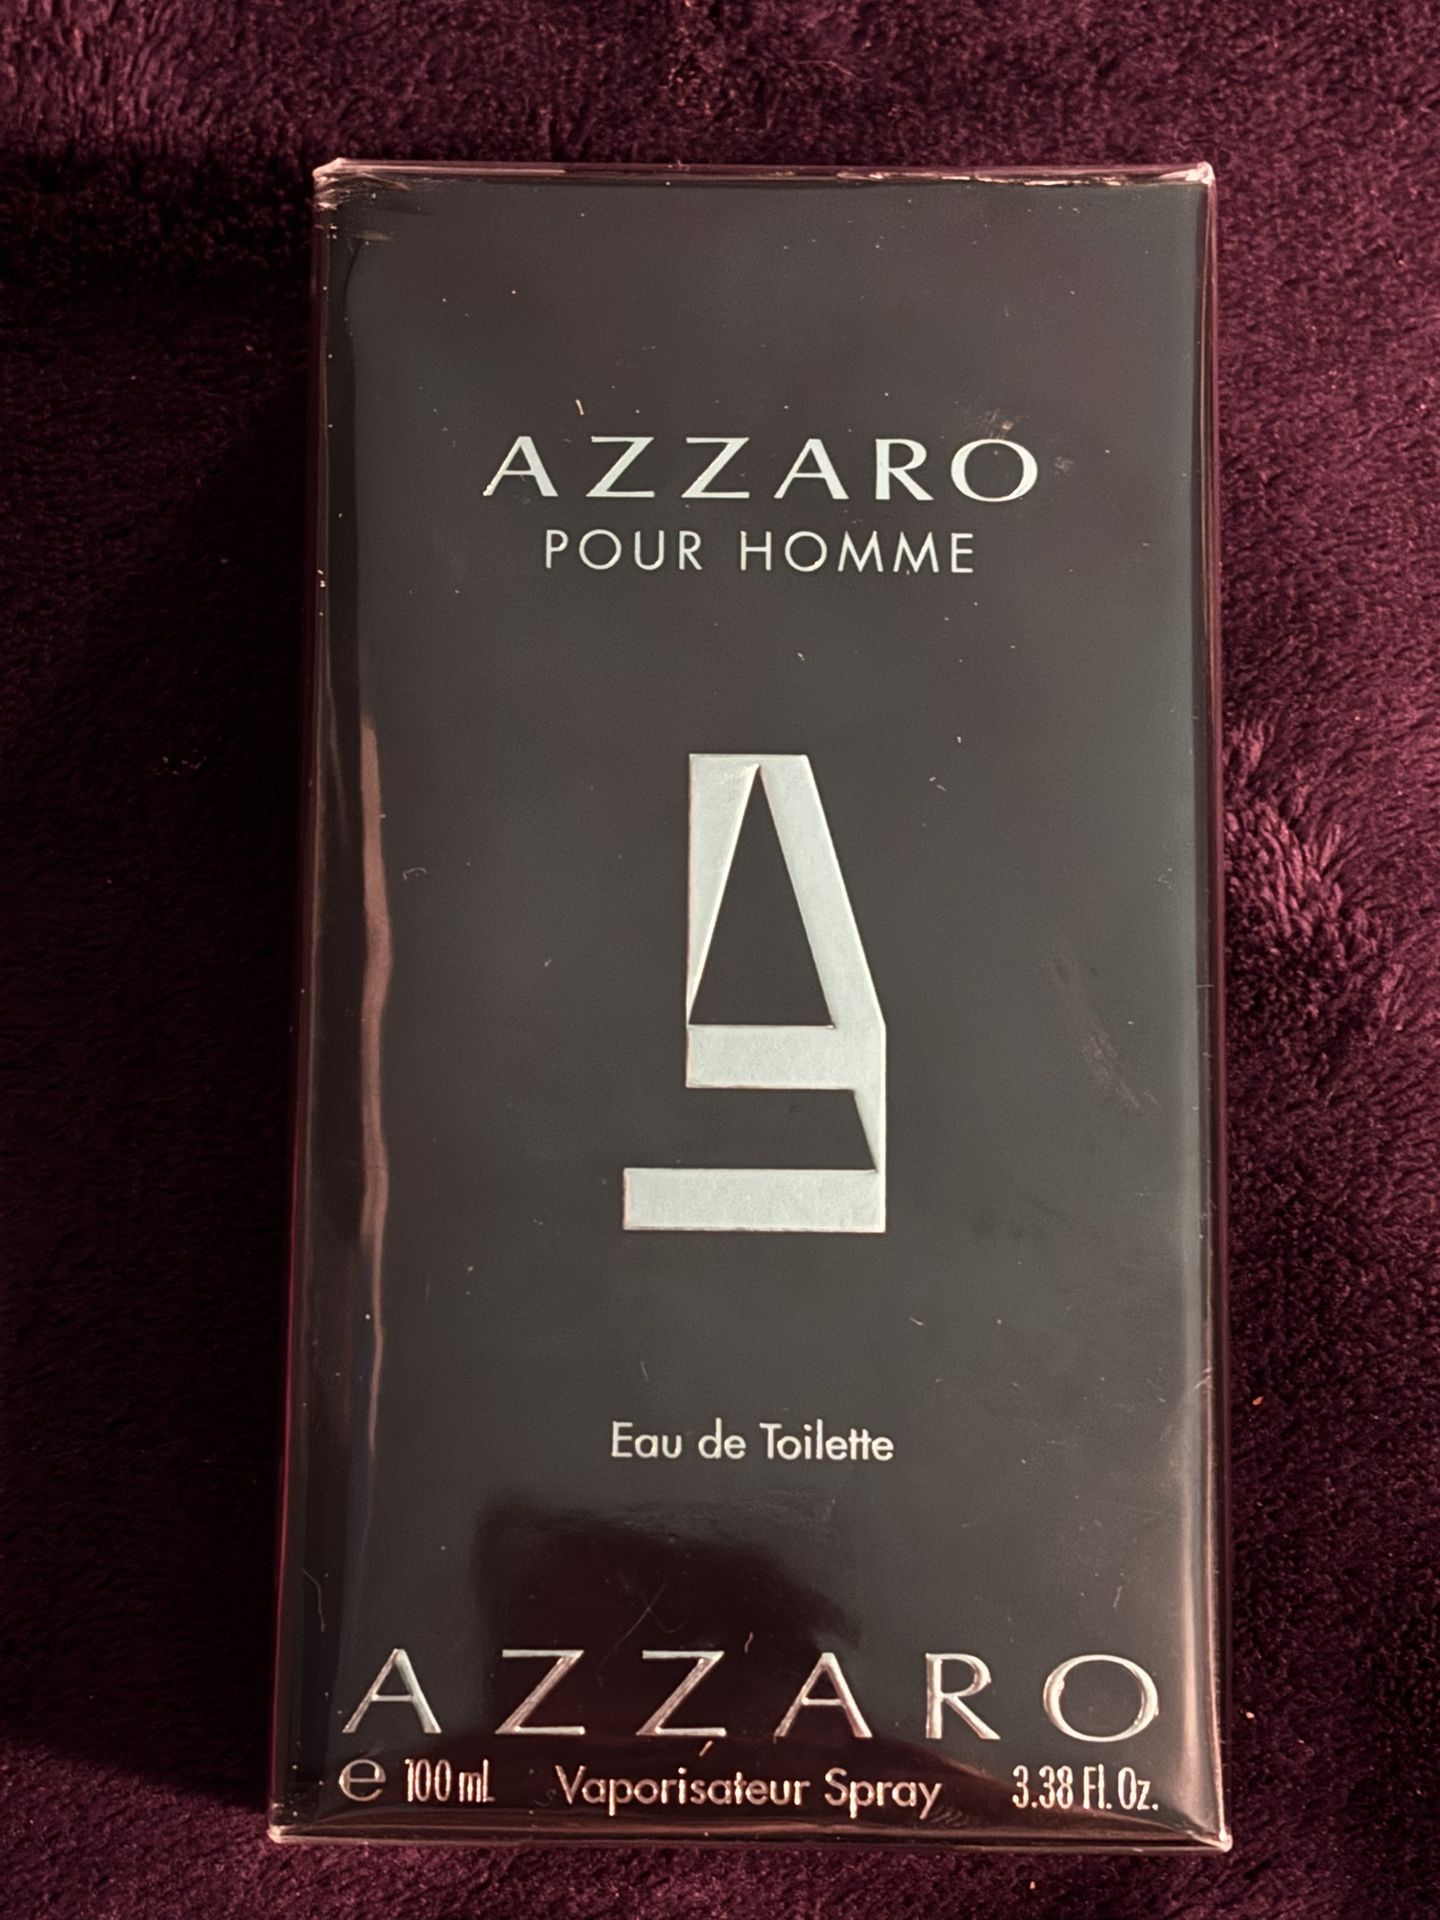 AZZARO
POUR HOMME
Eau de Toilette
AZZARO
e 100 mL Vaporisateur Spray 3.38 Fl. Oz.